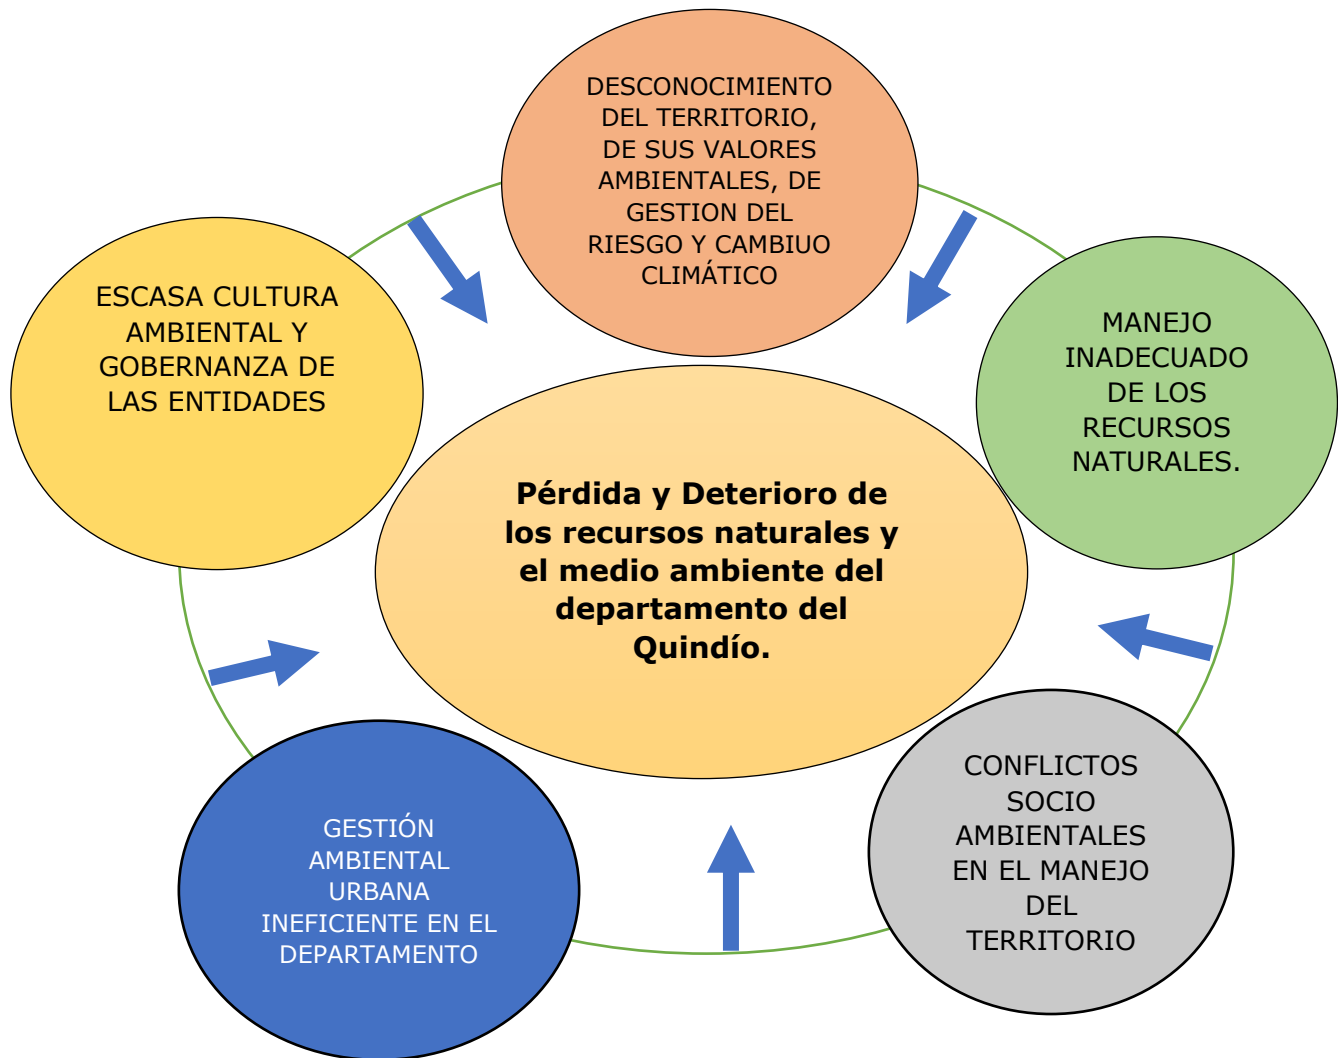 DESCONOCIMIENTO
DEL TERRITORIO,
DE SUS VALORES
AMBIENTALES, DE
GESTION DEL
RIESGO Y CAMBIUO
CLIMÁTICO
ESCASA CULTURA
AMBIENTAL Y
GOBERNANZA DE
LAS ENTIDADES
MANEJO
INADECUADO
DE LOS
RECURSOS
NATURALES.
Pérdida y Deterioro de
los recursos naturales y
el medio ambiente del
departamento del
Quindío.
GESTIÓN
AMBIENTAL
URBANA
INEFICIENTE EN EL
DEPARTAMENTO
CONFLICTOS
SOCIO
AMBIENTALES
EN EL MANEJO
DEL
TERRITORIO